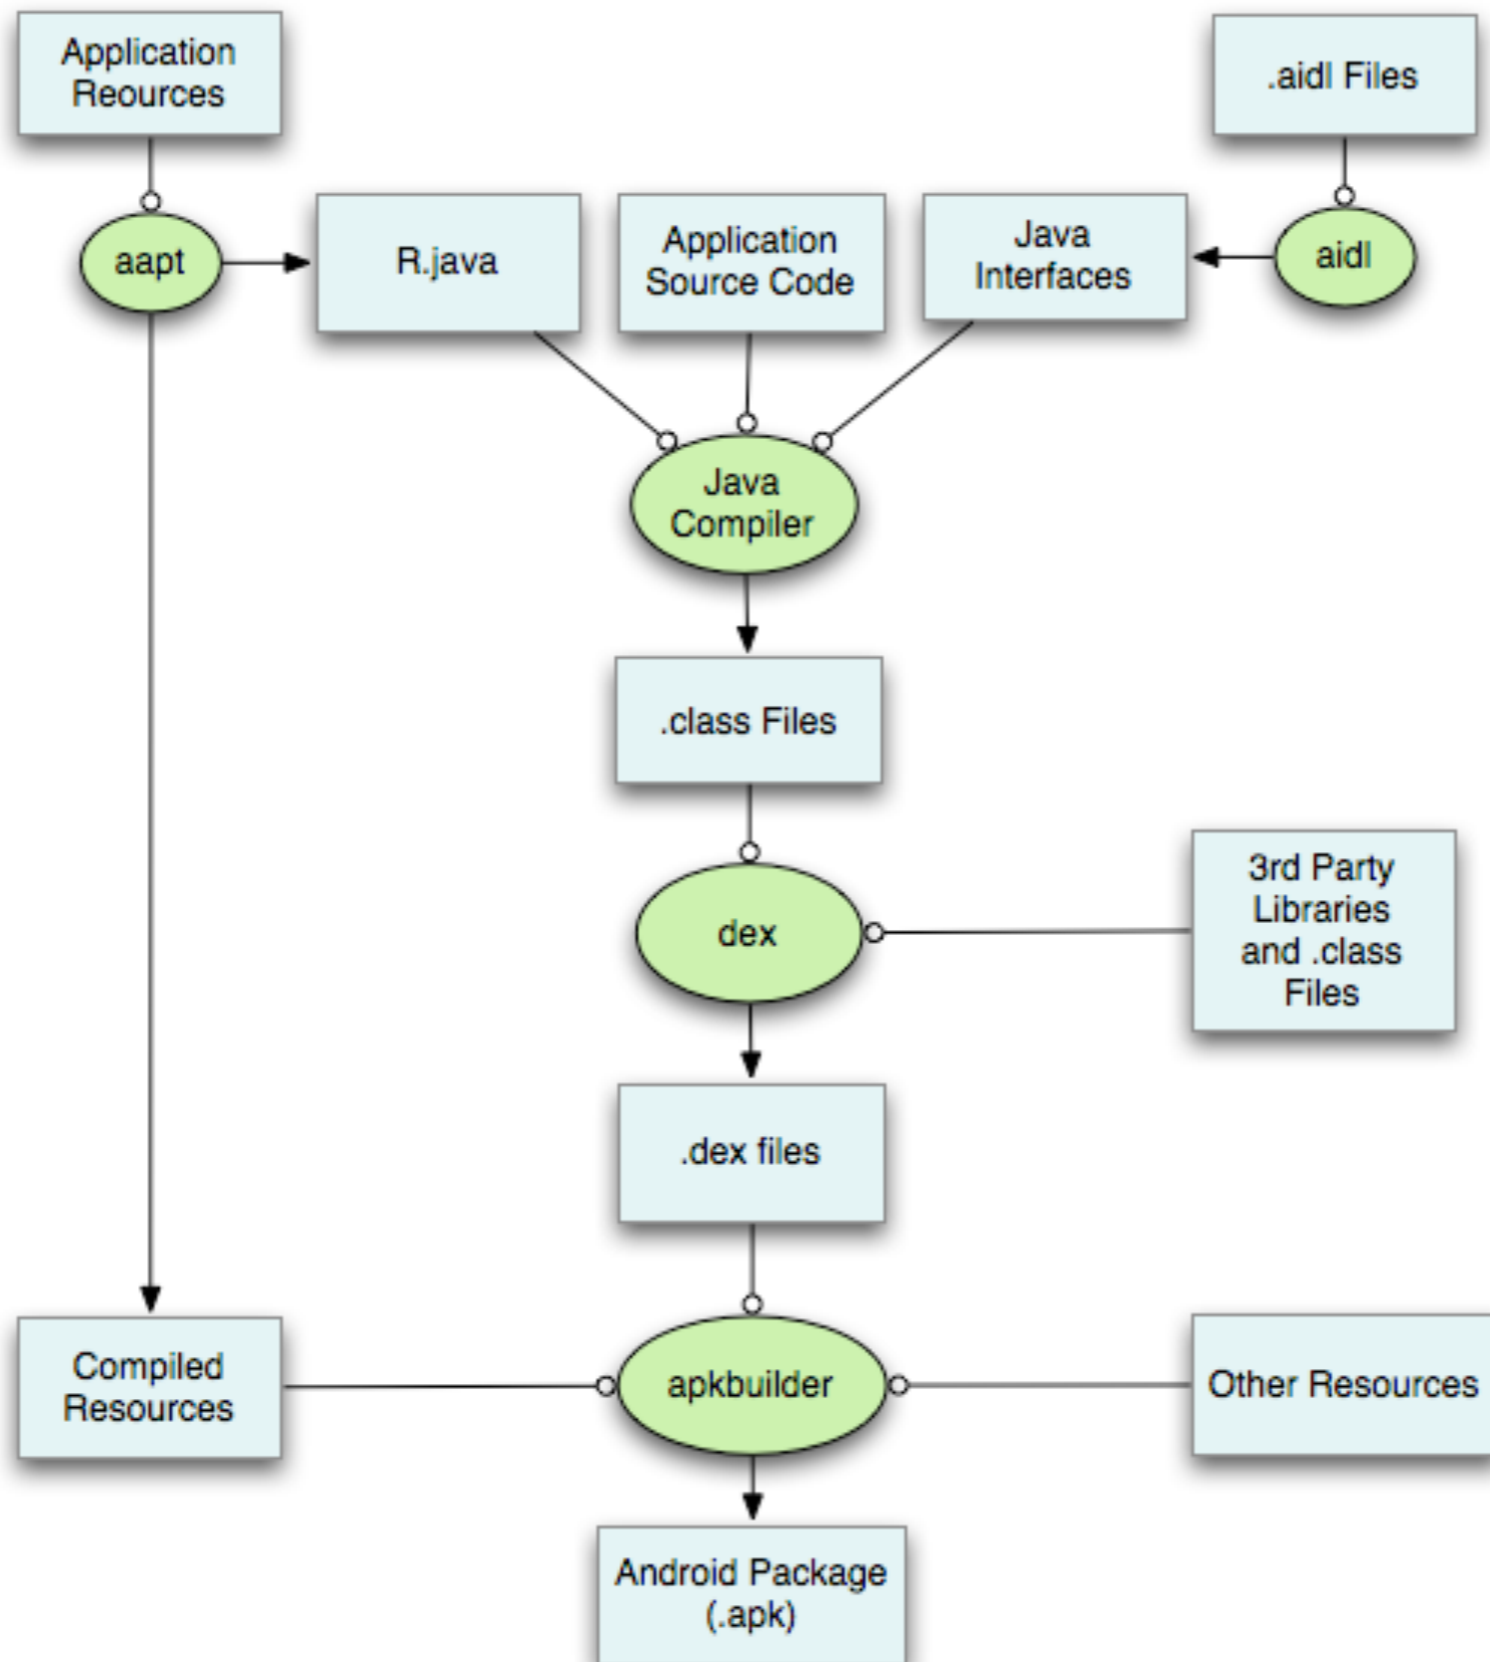 Application
Reources
.aidl Files
aapt
R.java
Application
Source Code
Java
Interfaces
aidl
Java
Compiler
.class Files
dex
3rd Party
Libraries
and .class
Files
.dex files
Compiled
Resources
apkbuilder
Other Resources
Android Package
(.apk)